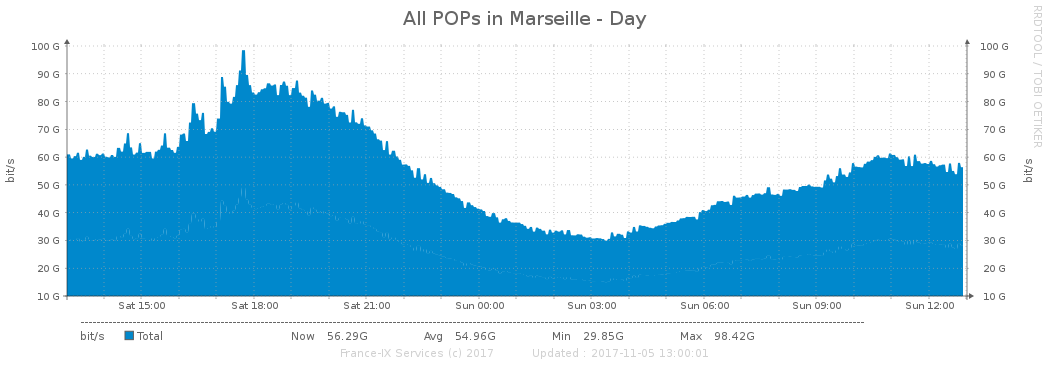 All POPs in Marseille - Day
RRDTOOL / TOBI OETIKER
bit/s
100 G
90 G
80 G
70 G
60 G
50 G
40 G
30 G
20 G
10 G
100 G
90 G
80 G
70 G
60 G
50 G
40 G
30 G
20 G
10 G
bit/s
Sat 15:00 Sat 18:00 Sat 21:00 Sun 00:00 Sun 03:00 Sun 06:00 Sun 09:00 Sun 12:00
bit/s Total Now 56.29G Avg 54.96G Min 29.85G Max 98.42G
France-IX Services (c) 2017 Updated : 2017-11-05 13:00:01